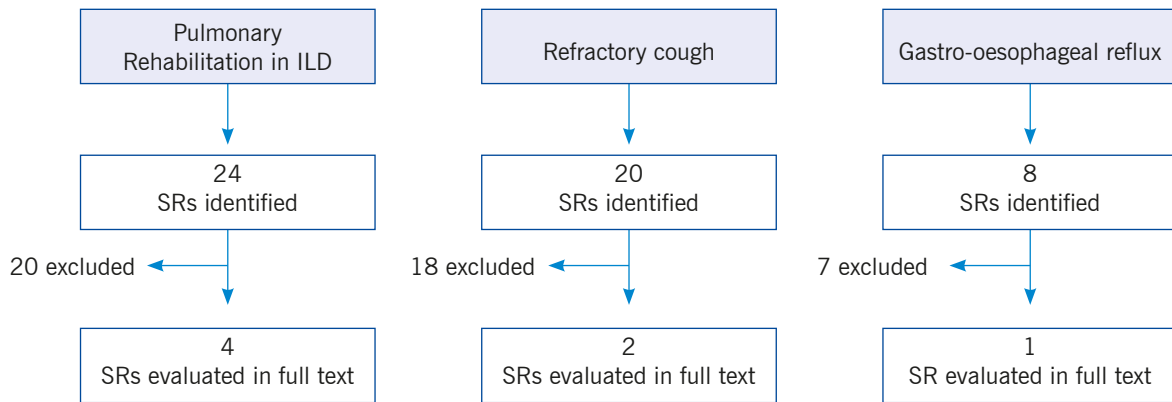 Pulmonary
Rehabilitation in ILD
24
SRs identified
20 excluded
4
SRs evaluated in full text
Refractory cough
20
SRs identified
18 excluded
2
SRs evaluated in full text
Gastro-oesophageal reflux
8
SRs identified
7 excluded
1
SR evaluated in full text